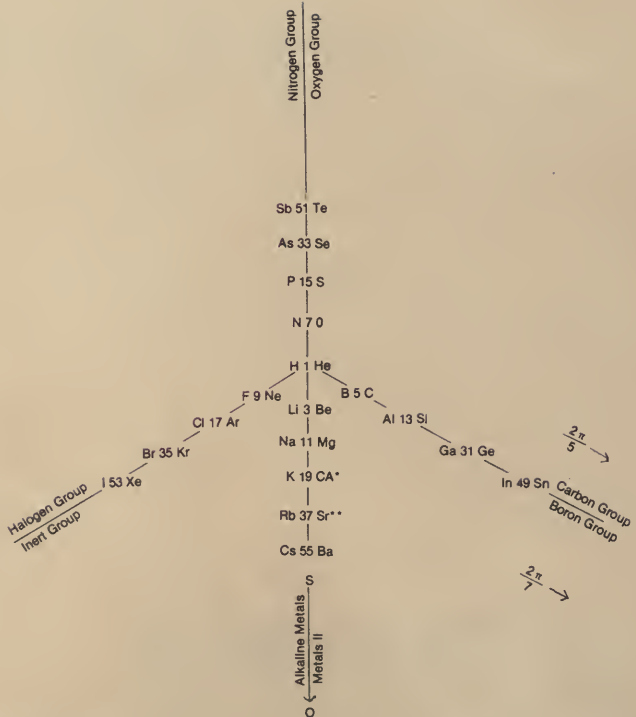 Nitrogen Group
Oxygen Group
Sb 51 Te
As 33 Se
P 15 S
N 7 0
H 1 He
F 9 Ne
B 5 C
Li 3 Be
Cl 17 Ar
Al 13 Si
Na 11 Mg
Br 35 Kr
Ga 31 Ge
2π
5
K 19 CA*
I 53 Xe
In 49 Sn
Halogen Group
Inert Group
Carbon Group
Boron Group
Rb 37 Sr**
Cs 55 Ba
2π
7
S
Alkaline Metals
Metals II
O